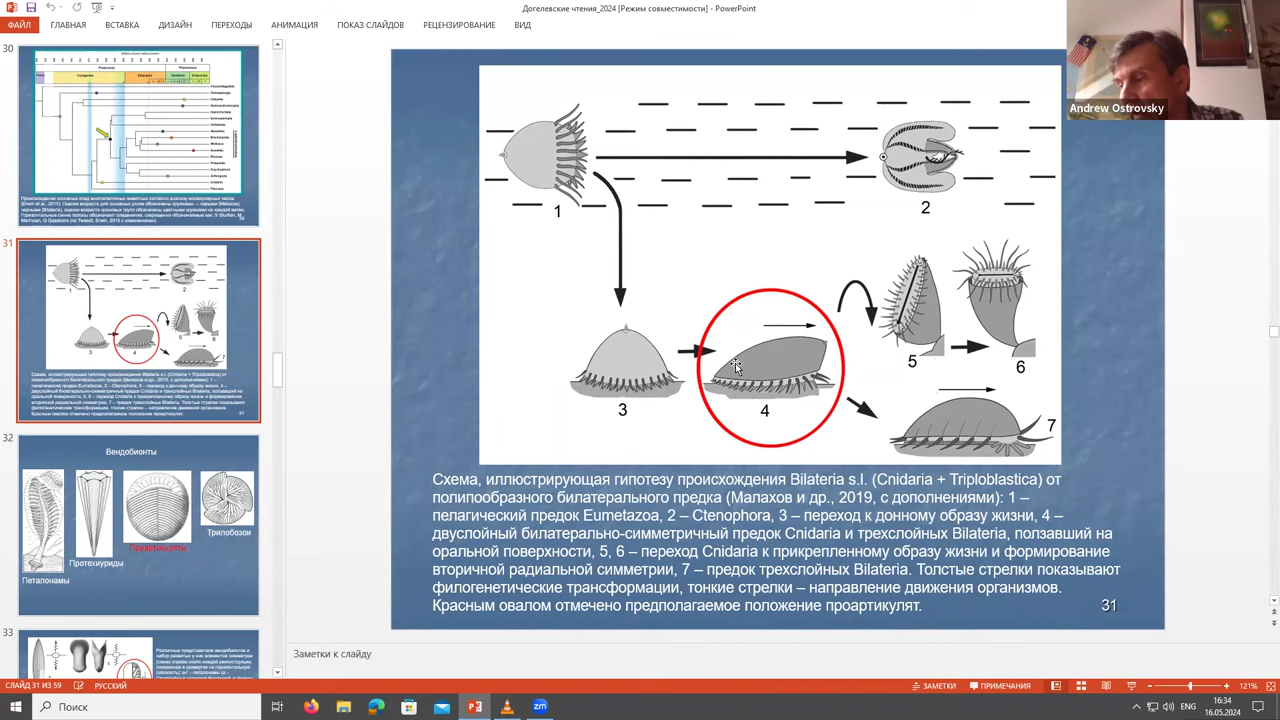 Догелевские чтения_2024 [Режим совместимости] - PowerPoint
ФАЙЛ ГЛАВНАЯ ВСТАВКА ДИЗАЙН ПЕРЕХОДЫ АНИМАЦИЯ ПОКАЗ СЛАЙДОВ РЕЦЕНЗИРОВАНИЕ ВИД
Andrew Ostrovsky
30
31
32
Вендобионты
Проартикуляты
Трилобозои
Протехиуриды
Петалонамы
33
1
2
3
4
5
6
7
Схема, иллюстрирующая гипотезу происхождения Bilateria s.l. (Cnidaria + Triploblastica) от
полипообразного билатерального предка (Малахов и др., 2019, с дополнениями): 1 –
пелагический предок Eumetazoa, 2 – Ctenophora, 3 – переход к донному образу жизни, 4 –
двуслойный билатерально-симметричный предок Cnidaria и трехслойных Bilateria, ползавший на
оральной поверхности, 5, 6 – переход Cnidaria к прикрепленному образу жизни и формирование
вторичной радиальной симметрии, 7 – предок трехслойных Bilateria. Толстые стрелки показывают
филогенетические трансформации, тонкие стрелки – направление движения организмов.
Красным овалом отмечено предполагаемое положение проартикулят.
31
Заметки к слайду
СЛАЙД 31 ИЗ 59 РУССКИЙ ЗАМЕТКИ ПРИМЕЧАНИЯ 121%
Поиск
zm
16:34
16.05.2024